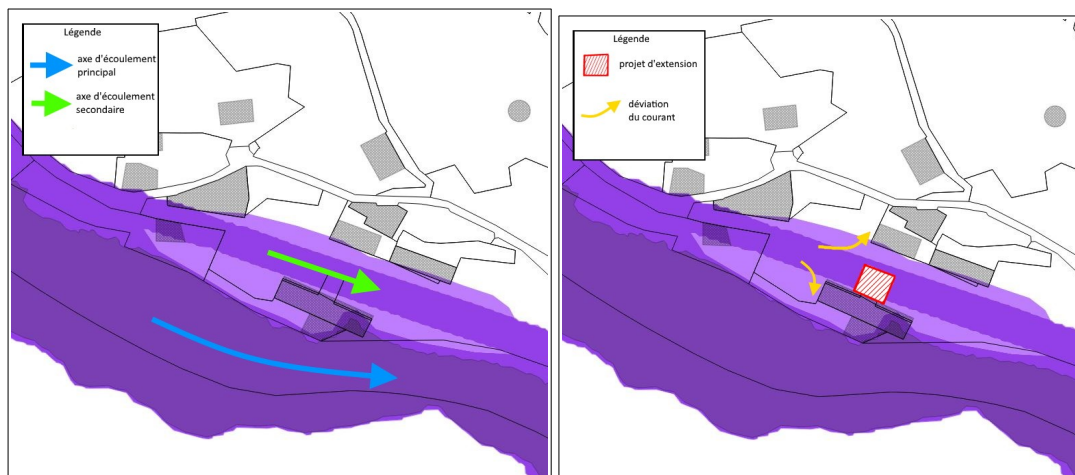 Légende
axe d'écoulement
principal
axe d'écoulement
secondaire
Légende
projet d'extension
déviation
du courant